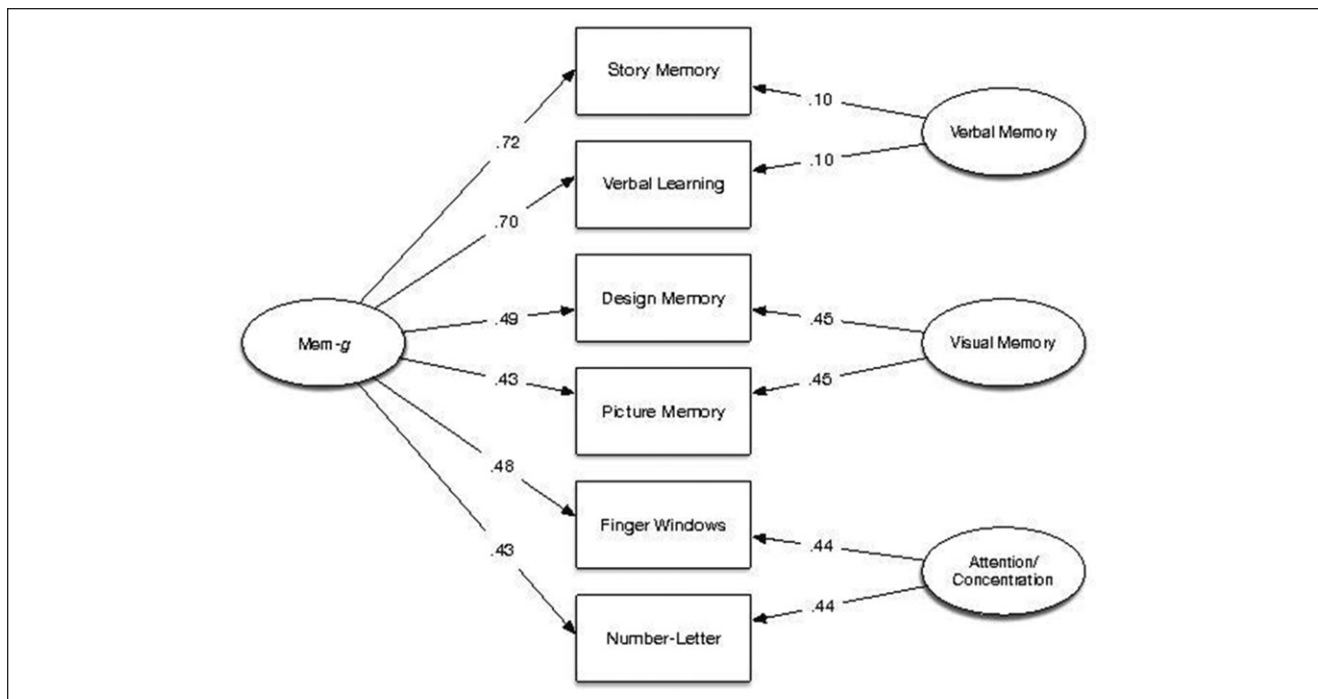 Story Memory
.10
Verbal Memory
.72
Verbal Learning
.10
.70
Design Memory
.49
.45
Mem-g
Visual Memory
.43
.45
Picture Memory
.48
Finger Windows
.43
.44
Attention/
Concentration
.44
Number-Letter